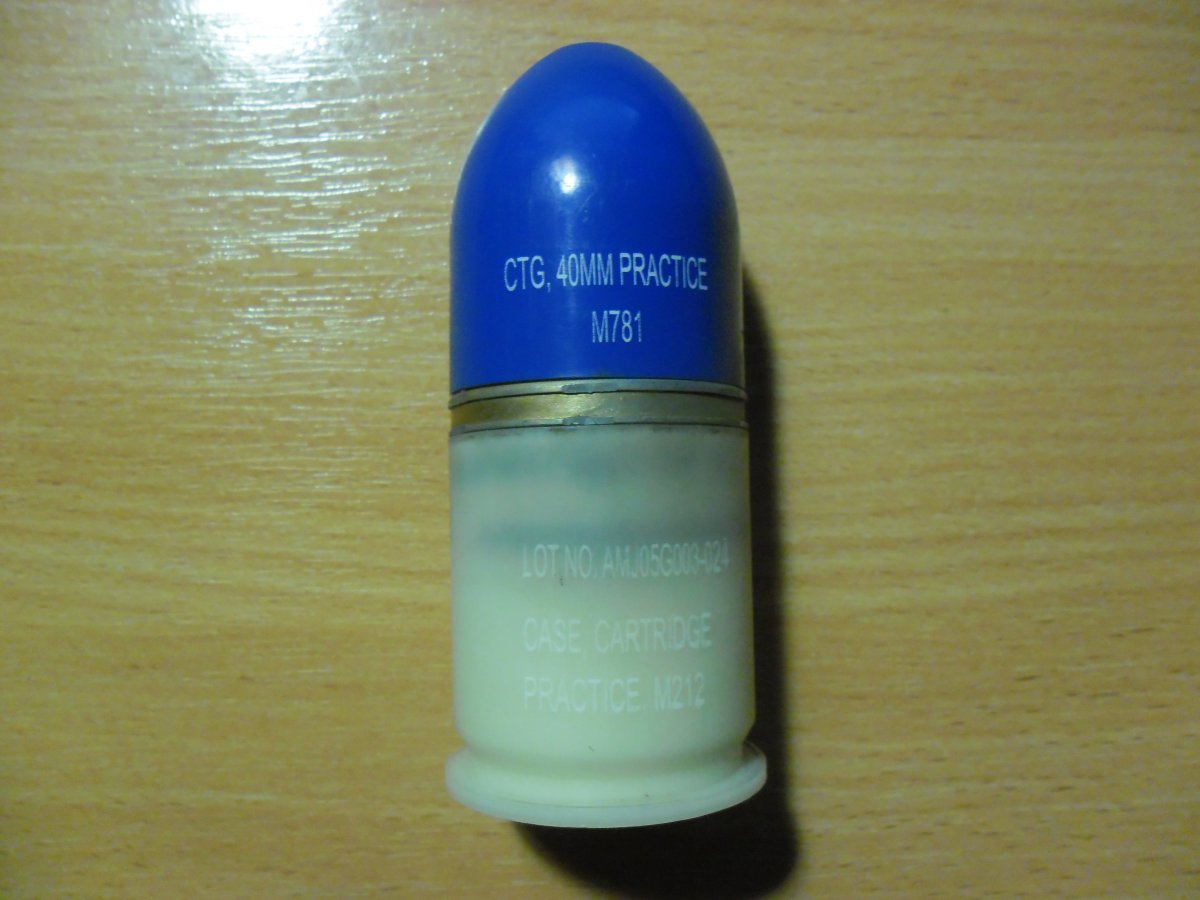 CTG, 40MM PRACTICE
M781
LOT NO. AMJ05G003-024
CASE, CARTRIDGE
PRACTICE. M212